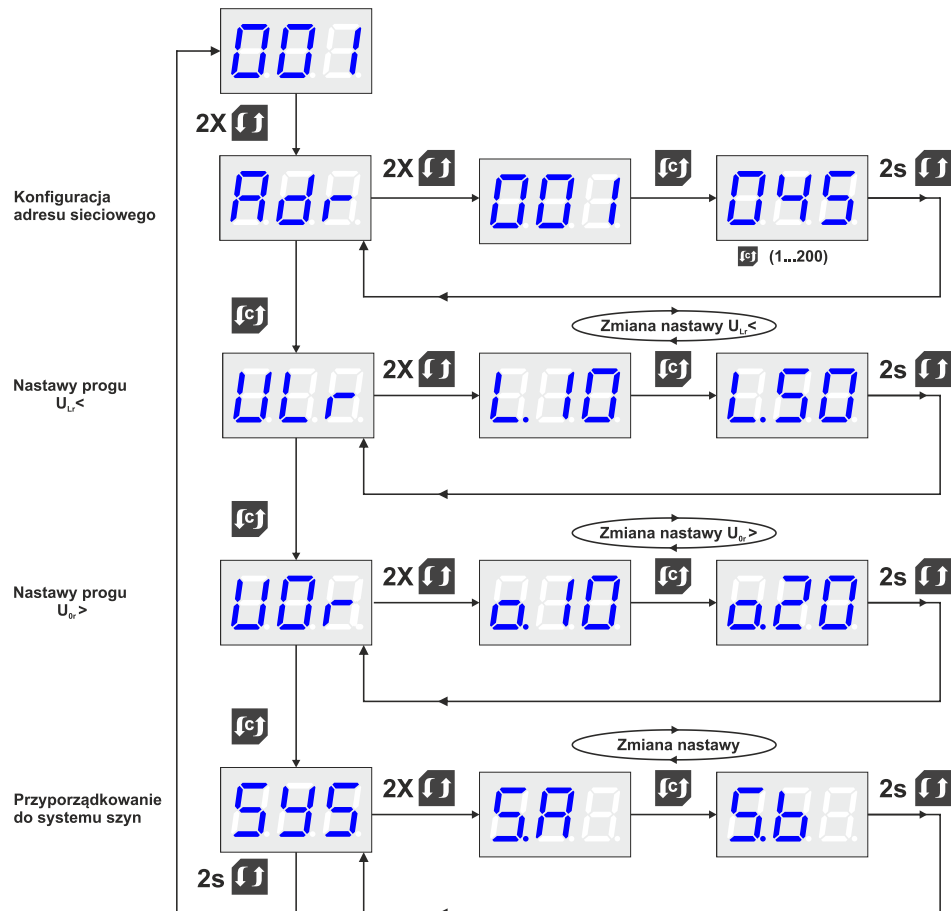 001
2X
Konfiguracja
adresu sieciowego
Adr
2X
001
C
045
2s
C (1...200)
C
Zmiana nastawy ULr<
Nastawy progu
ULr<
ULr
2X
L.10
C
L.50
2s
C
Zmiana nastawy U0r>
Nastawy progu
U0r>
U0r
2X
o.10
C
o.20
2s
C
Zmiana nastawy
Przyporządkowanie
do systemu szyn
SYS
2X
S.A
C
S.b
2s
2s